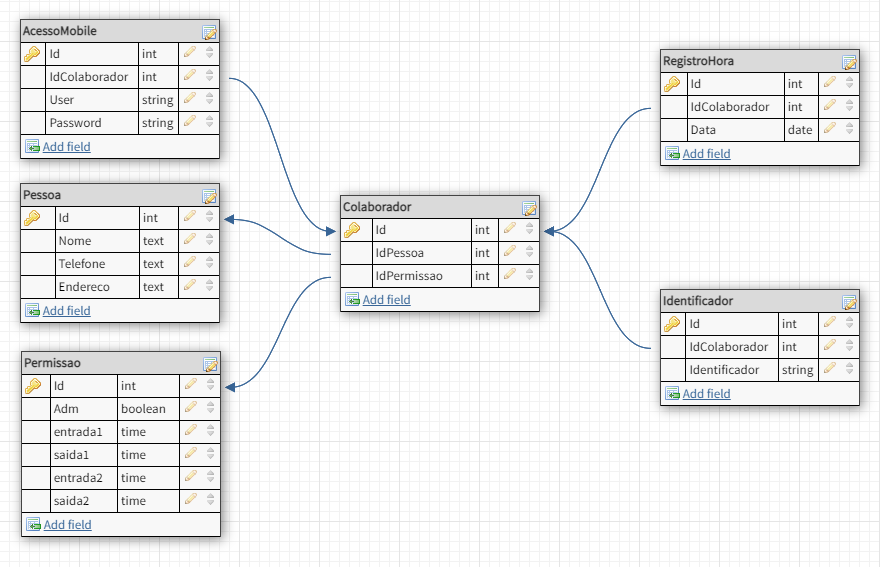 AcessoMobile
Id int
IdColaborador int
User string
Password string
Add field
Pessoa
Id int
Nome text
Telefone text
Endereco text
Add field
Permissao
Id int
Adm boolean
entrada1 time
saida1 time
entrada2 time
saida2 time
Add field
Colaborador
Id int
IdPessoa int
IdPermissao int
Add field
RegistroHora
Id int
IdColaborador int
Data date
Add field
Identificador
Id int
IdColaborador int
Identificador string
Add field